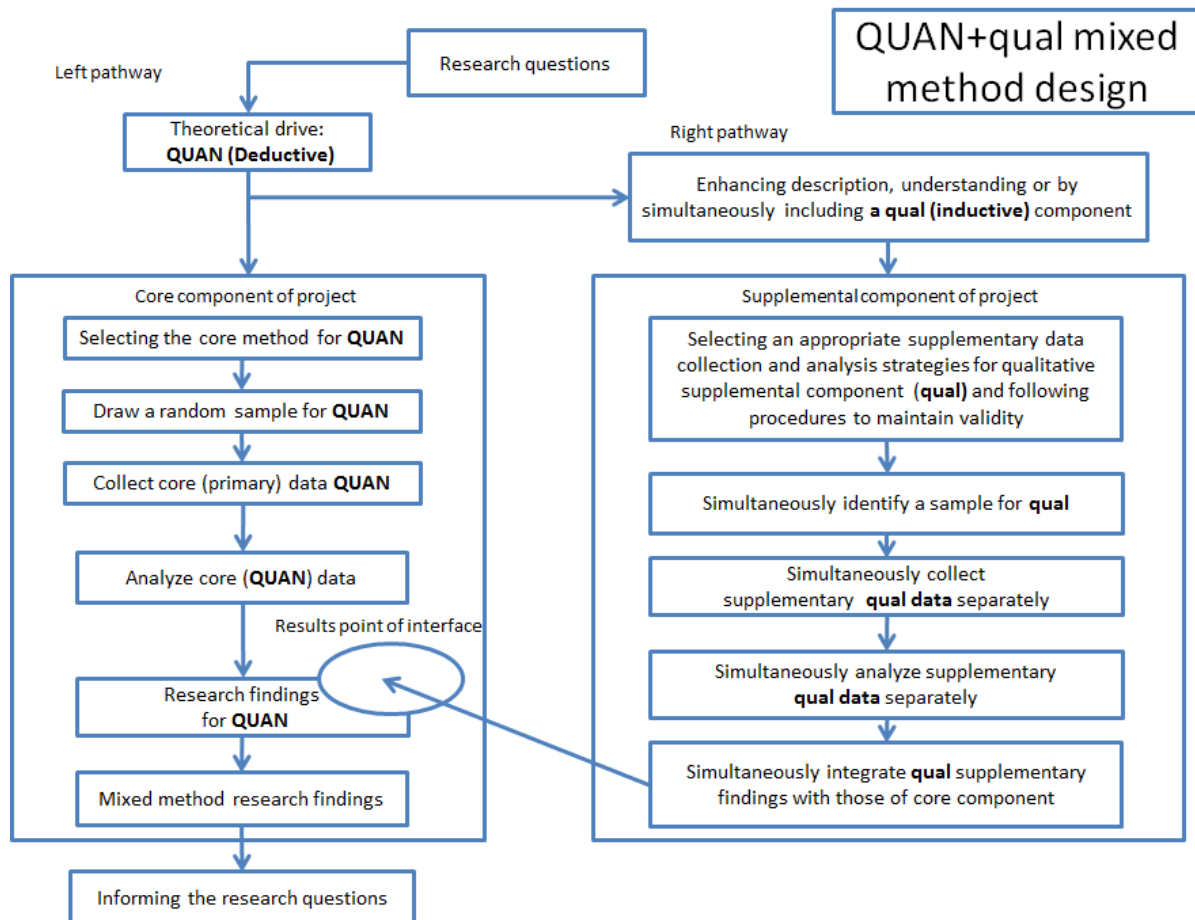 QUAN+qual mixed
method design
Research questions
Left pathway
Theoretical drive:
QUAN (Deductive)
Right pathway
Enhancing description, understanding or by
simultaneously including a qual (inductive) component
Core component of project
Selecting the core method for QUAN
Draw a random sample for QUAN
Collect core (primary) data QUAN
Analyze core (QUAN) data
Results point of interface
Research findings
for QUAN
Mixed method research findings
Informing the research questions
Supplemental component of project
Selecting an appropriate supplementary data
collection and analysis strategies for qualitative
supplemental component (qual) and following
procedures to maintain validity
Simultaneously identify a sample for qual
Simultaneously collect
supplementary qual data separately
Simultaneously analyze supplementary
qual data separately
Simultaneously integrate qual supplementary
findings with those of core component